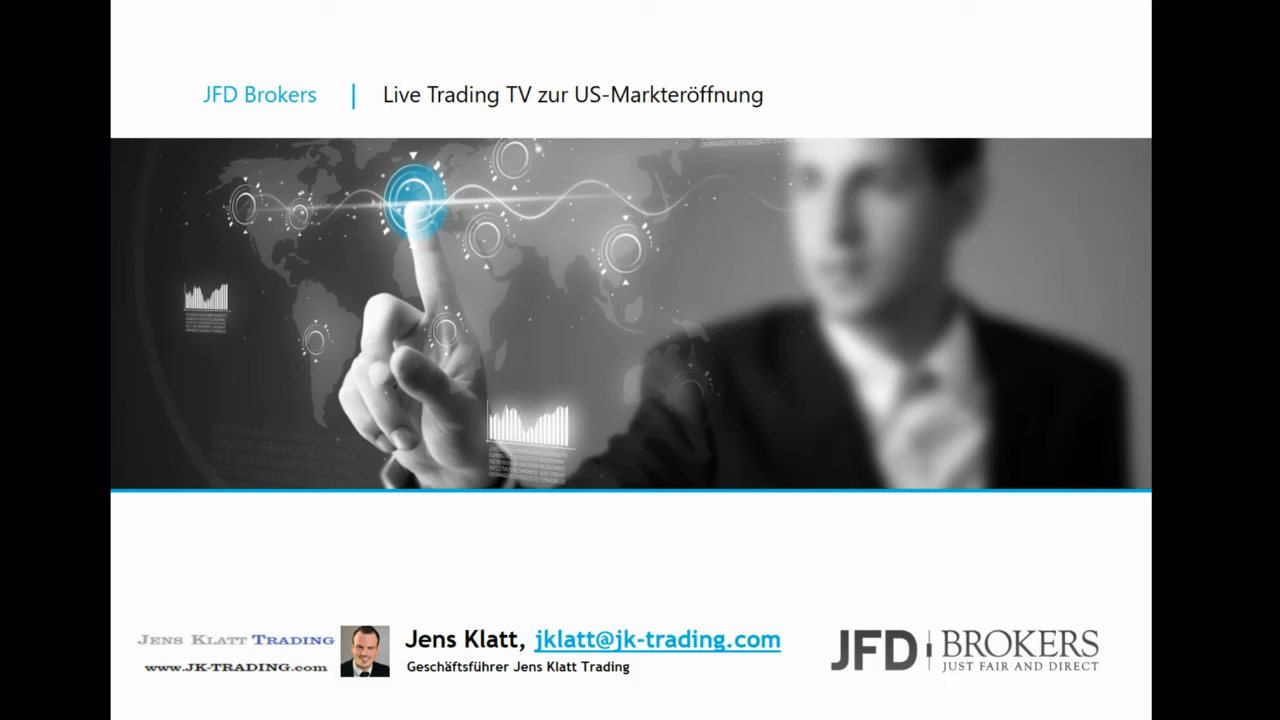 JFD Brokers | Live Trading TV zur US-Markteröffnung
JENS KLATT TRADING
www.JK-TRADING.com
Jens Klatt, jklatt@jk-trading.com
Geschäftsführer Jens Klatt Trading
JFD BROKERS
JUST FAIR AND DIRECT